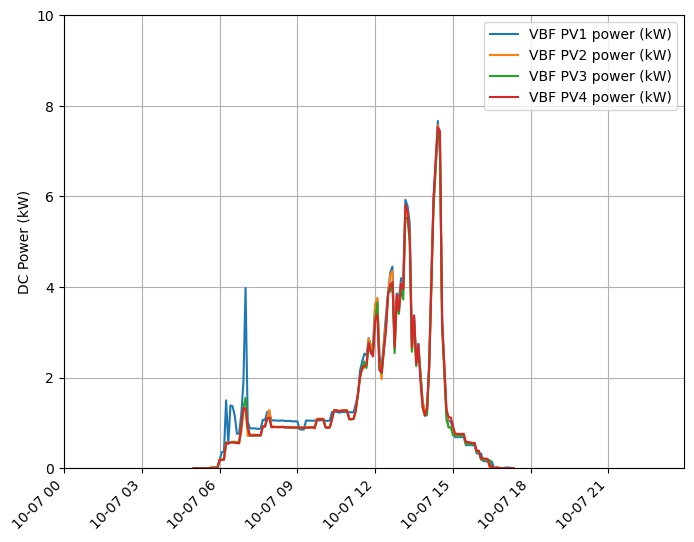 10
8
6
4
2
0
DC Power (kW)
VBF PV1 power (kW)
VBF PV2 power (kW)
VBF PV3 power (kW)
VBF PV4 power (kW)
10-07 00
10-07 03
10-07 06
10-07 09
10-07 12
10-07 15
10-07 18
10-07 21